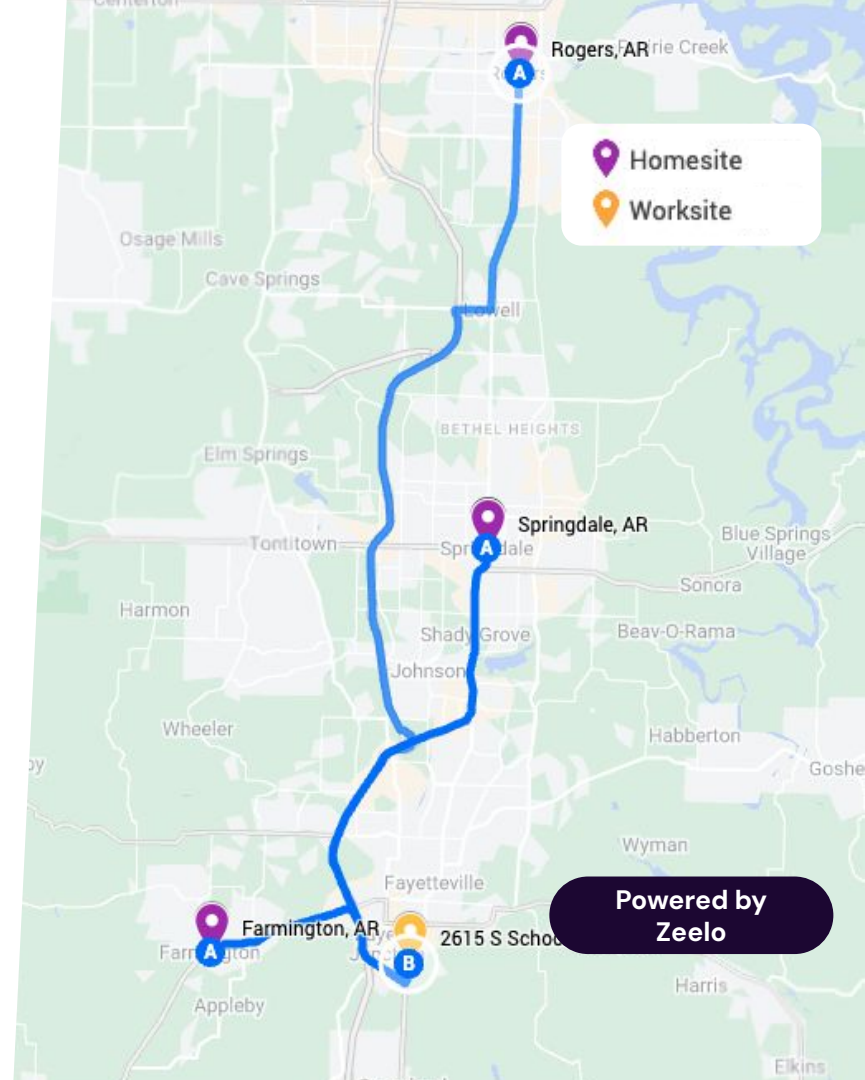 Centerton
Rogers, AR
Prairie Creek
A
Homesite
Worksite
Osage Mills
Cave Springs
Lowell
BETHEL HEIGHTS
Elm Springs
Springdale, AR
A
Springdale
Tontitown
Blue Springs
Village
Sonora
Harmon
Shady Grove
Beav-O-Rama
Johnson
Wheeler
Habberton
Goshe
Wyman
Fayetteville
Powered by
Zeelo
Farmington, AR
2615 S Schoo
A
Farmington
B
Harris
Appleby
Elkins